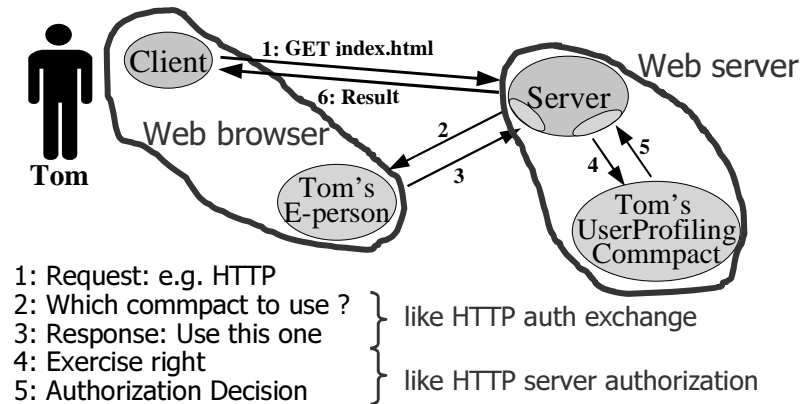 1: GET index.html
Client
6: Result
Server
Web server
Web browser
2
3
4
5
Tom
Tom's
E-person
Tom's
UserProfiling
Commpact
1: Request: e.g. HTTP
2: Which commpact to use ?
3: Response: Use this one
like HTTP auth exchange
4: Exercise right
5: Authorization Decision
like HTTP server authorization